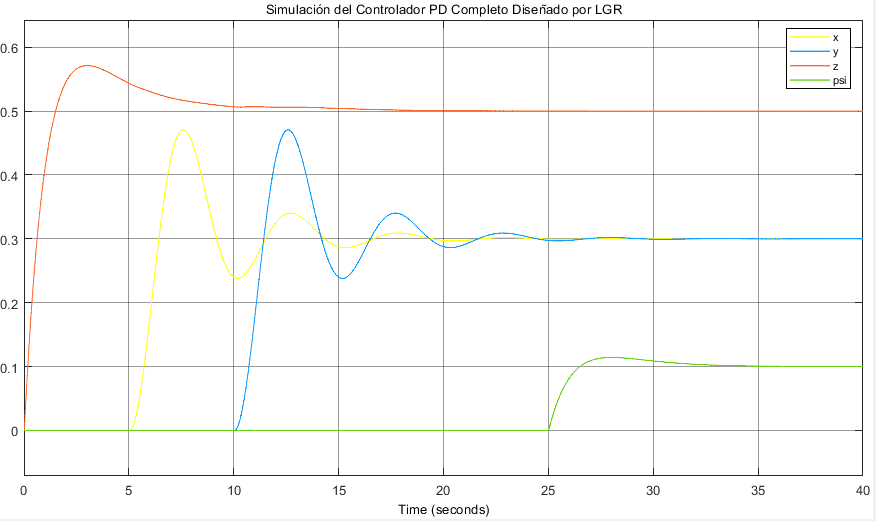 Simulación del Controlador PD Completo Diseñado por LGR
x
y
z
psi
0.6
0.5
0.4
0.3
0.2
0.1
0
0 5 10 15 20 25 30 35 40
Time (seconds)